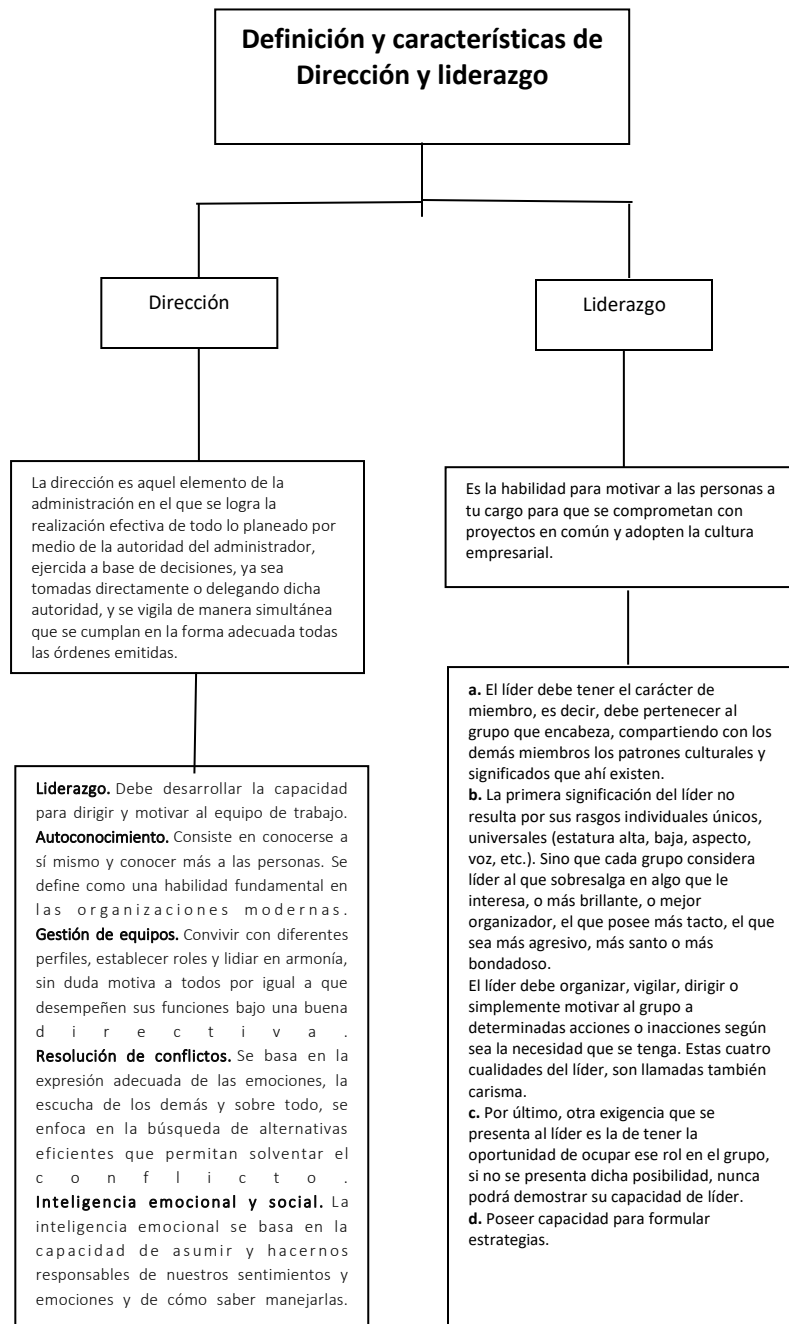 Definición y características de
Dirección y liderazgo
Dirección
Liderazgo
La dirección es aquel elemento de la
administración en el que se logra la
realización efectiva de todo lo planeado por
medio de la autoridad del administrador,
ejercida a base de decisiones, ya sea
tomadas directamente o delegando dicha
autoridad, y se vigila de manera simultánea
que se cumplan en la forma adecuada todas
las órdenes emitidas.
Es la habilidad para motivar a las personas a
tu cargo para que se comprometan con
proyectos en común y adopten la cultura
empresarial.
Liderazgo. Debe desarrollar la capacidad
para dirigir y motivar al equipo de trabajo.
Autoconocimiento. Consiste en conocerse a
sí mismo y conocer más a las personas. Se
define como una habilidad fundamental en
las organizaciones modernas.
Gestión de equipos. Convivir con diferentes
perfiles, establecer roles y lidiar en armonía,
sin duda motiva a todos por igual a que
desempeñen sus funciones bajo una buena
directiva.
Resolución de conflictos. Se basa en la
expresión adecuada de las emociones, la
escucha de los demás y sobre todo, se
enfoca en la búsqueda de alternativas
eficientes que permitan solventar el
conflicto.
Inteligencia emocional y social. La
inteligencia emocional se basa en la
capacidad de asumir y hacernos
responsables de nuestros sentimientos y
emociones y de cómo saber manejarlas.
a. El líder debe tener el carácter de
miembro, es decir, debe pertenecer al
grupo que encabeza, compartiendo con los
demás miembros los patrones culturales y
significados que ahí existen.
b. La primera significación del líder no
resulta por sus rasgos individuales únicos,
universales (estatura alta, baja, aspecto,
voz, etc.). Sino que cada grupo considera
líder al que sobresalga en algo que le
interesa, o más brillante, o mejor
organizador, el que posee más tacto, el que
sea más agresivo, más santo o más
bondadoso.
El líder debe organizar, vigilar, dirigir o
simplemente motivar al grupo a
determinadas acciones o inacciones según
sea la necesidad que se tenga. Estas cuatro
cualidades del líder, son llamadas también
carisma.
c. Por último, otra exigencia que se
presenta al líder es la de tener la
oportunidad de ocupar ese rol en el grupo,
si no se presenta dicha posibilidad, nunca
podrá demostrar su capacidad de líder.
d. Poseer capacidad para formular
estrategias.